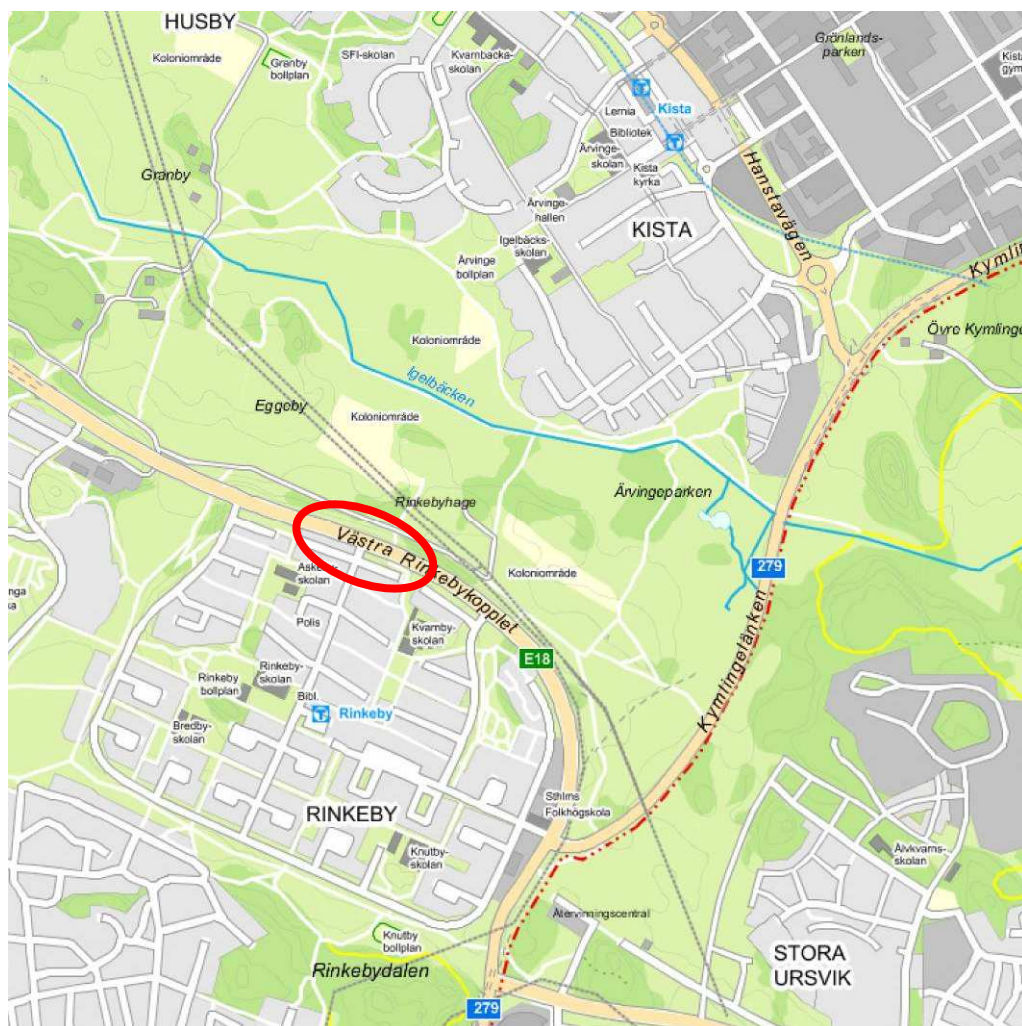 HUSBY
Koloniområde
Granby
bollplan
SFI-skolan
Kvarnbacka-
skolan
Grönlands-
parken
Kista
gym
Kista
Lernia
Bibliotek
Ärvinge-
skolan
Kista
kyrka
Hanstavägen
Granby
Ärvinge-
hallen
KISTA
Igelbäcks-
skolan
Ärvinge
bollplan
Kymlin
Övre Kymlinge
Koloniområde
Igelbäcken
Eggeby
Koloniområde
Ärvingeparken
Rinkebyhage
Västra Rinkebykopplet
Koloniområde
279
skolan
Polis
Kvarnby-
skolan
Kymlingelänken
E18
Rinkeby
bollplan
Rinkeby-
skolan
Bibl.
Rinkeby
Bredby-
skolan
Sthlms
Folkhögskola
RINKEBY
Knutby-
skolan
Älvkvarns-
skolan
Återvinningscentral
Knutby
bollplan
Rinkebydalen
STORA
URSVIK
279